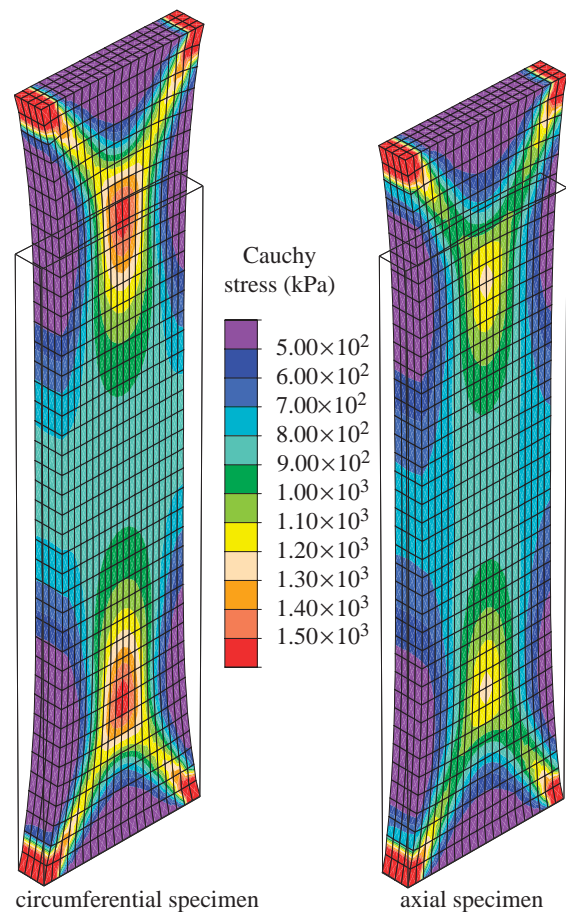 Cauchy
stress (kPa)
5.00×10²
6.00×10²
7.00×10²
8.00×10²
9.00×10²
1.00×10³
1.10×10³
1.20×10³
1.30×10³
1.40×10³
1.50×10³
circumferential specimen
axial specimen